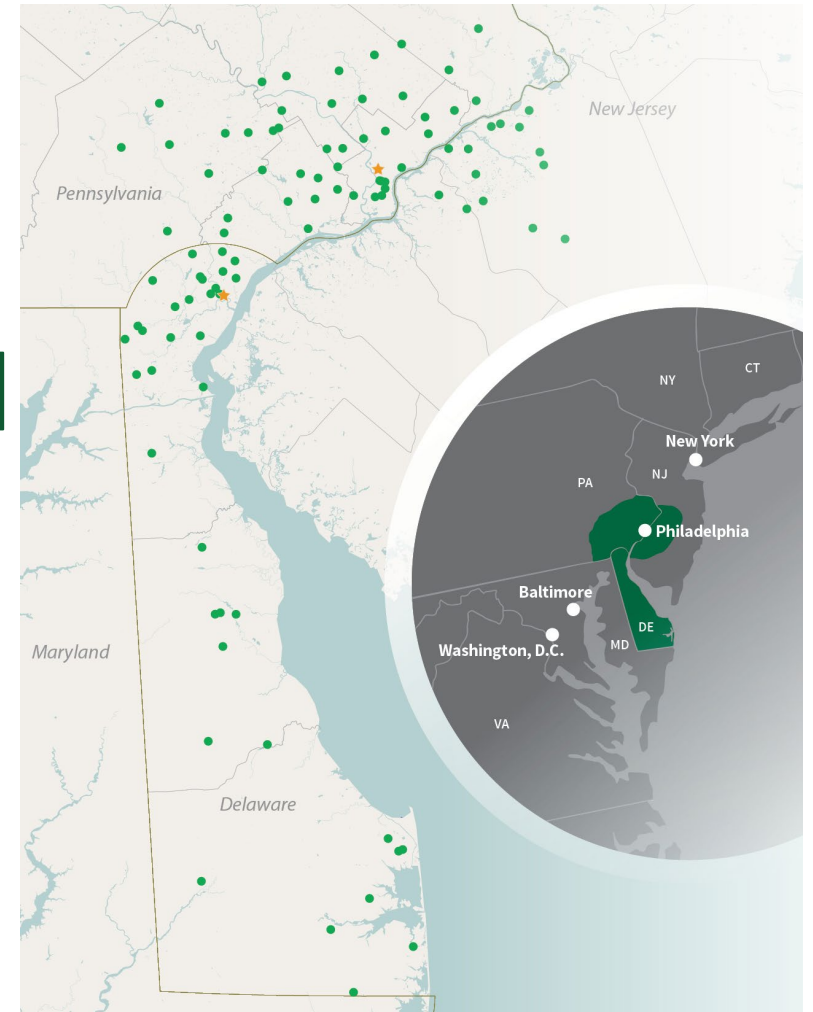 New Jersey
Pennsylvania
NY
CT
New York
PA
NJ
Philadelphia
Baltimore
DE
Maryland
MD
Washington, D.C.
VA
Delaware